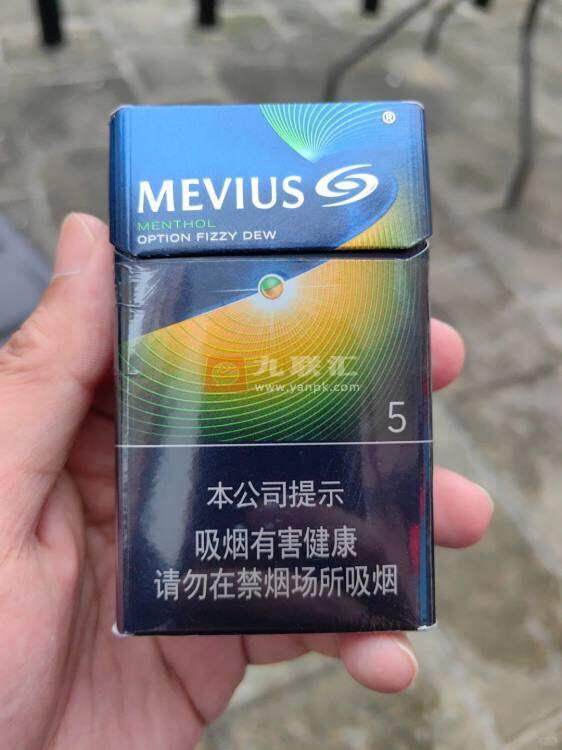 ®
MEVIUS
MENTHOL
OPTION FIZZY DEW
九联汇
www.yanpk.com
5
本公司提示
吸烟有害健康
请勿在禁烟场所吸烟